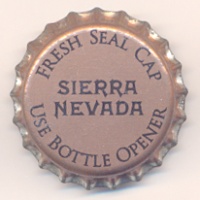 FRESH SEAL CAP
SIERRA
NEVADA
USE BOTTLE OPENER